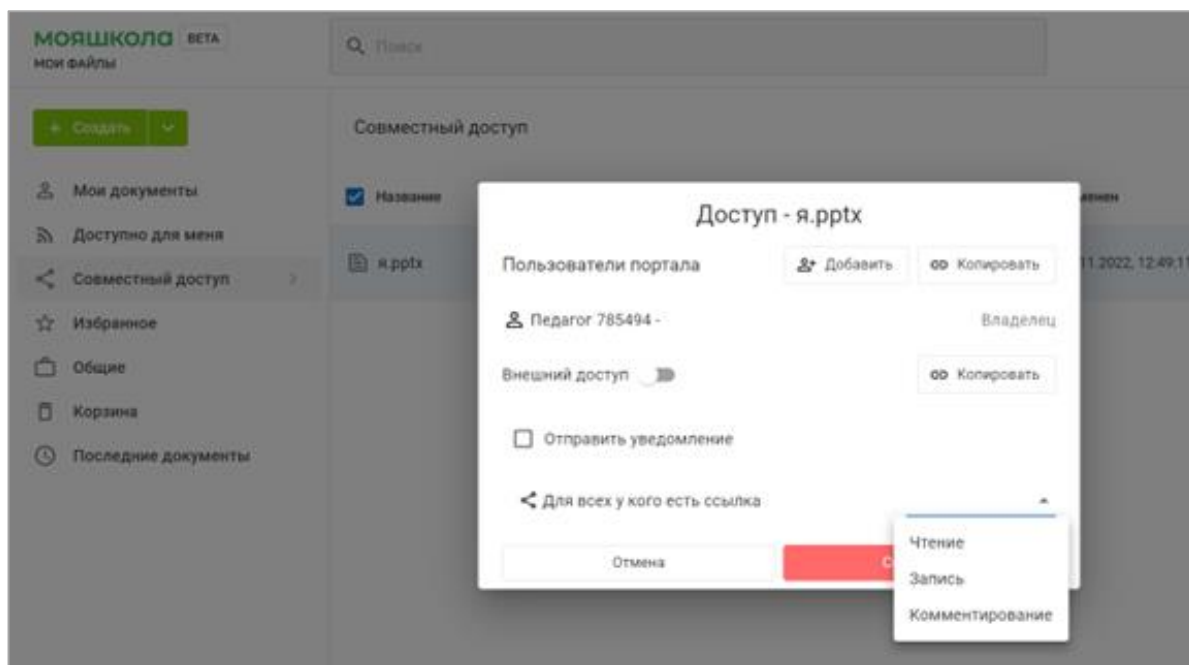 МОЯШКОЛА BETA
МОИ ФАЙЛЫ
Поиск
+ Создать
Совместный доступ
Мои документы
Название
Доступно для меня
я.pptx
11.2022, 12:49:11
Совместный доступ
Избранное
Общие
Корзина
Последние документы
Доступ - я.pptx
Пользователи портала
Добавить
Копировать
Педагог 785494 -
Владелец
Внешний доступ
Копировать
Отправить уведомление
Для всех у кого есть ссылка
Отмена
Чтение
Запись
Комментирование